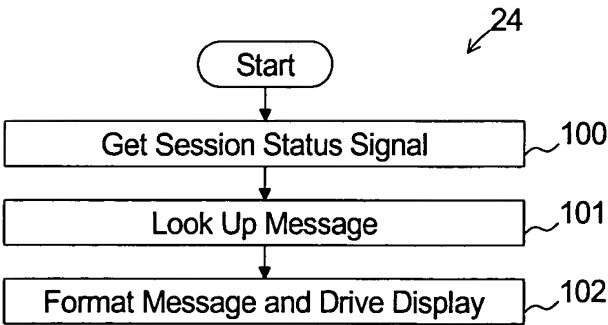 24
Start
Get Session Status Signal 100
Look Up Message 101
Format Message and Drive Display 102